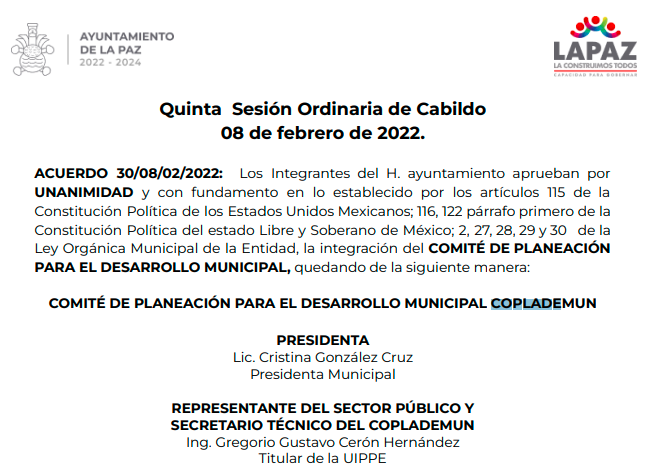 AYUNTAMIENTO
DE LA PAZ
2022 - 2024
LAPAZ
LA CONSTRUIMOS TODOS
CAPACIDAD PARA GOBERNAR
Quinta Sesión Ordinaria de Cabildo
08 de febrero de 2022.
ACUERDO 30/08/02/2022: Los Integrantes del H. ayuntamiento aprueban por
UNANIMIDAD y con fundamento en lo establecido por los artículos 115 de la
Constitución Política de los Estados Unidos Mexicanos; 116, 122 párrafo primero de la
Constitución Política del estado Libre y Soberano de México; 2, 27, 28, 29 y 30 de la
Ley Orgánica Municipal de la Entidad, la integración del COMITÉ DE PLANEACIÓN
PARA EL DESARROLLO MUNICIPAL, quedando de la siguiente manera:
COMITÉ DE PLANEACIÓN PARA EL DESARROLLO MUNICIPAL COPLADEMUN
PRESIDENTA
Lic. Cristina González Cruz
Presidenta Municipal
REPRESENTANTE DEL SECTOR PÚBLICO Y
SECRETARIO TÉCNICO DEL COPLADEMUN
Ing. Gregorio Gustavo Cerón Hernández
Titular de la UIPPE